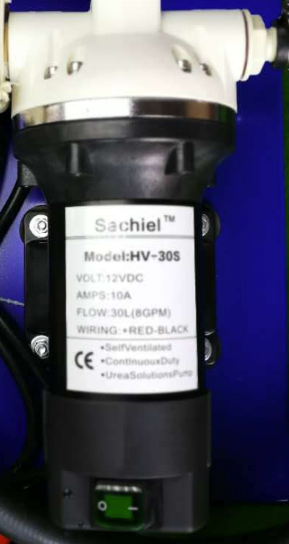 Sachiel™
Model:HV-30S
VOLT:12VDC
AMPS:10A
FLOW:30L(8GPM)
WIRING:+RED-BLACK
CE •SelfVentilated
•ContinuouxDuty
•UreaSolutionsPump
O –